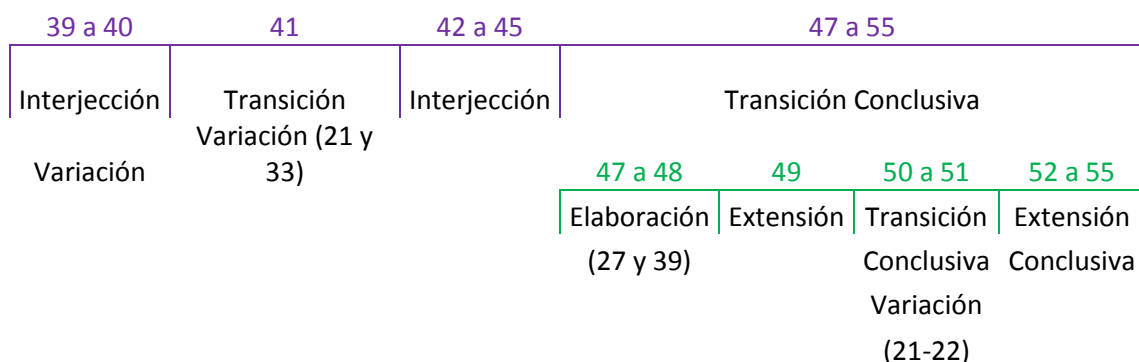 39 a 40 41 42 a 45 47 a 55
Interjección Transición Interjección Transición Conclusiva
Variación (21 y
Variación 33) 47 a 48 49 50 a 51 52 a 55
Elaboración Extensión Transición Extensión
(27 y 39) Conclusiva Conclusiva
Variación
(21-22)